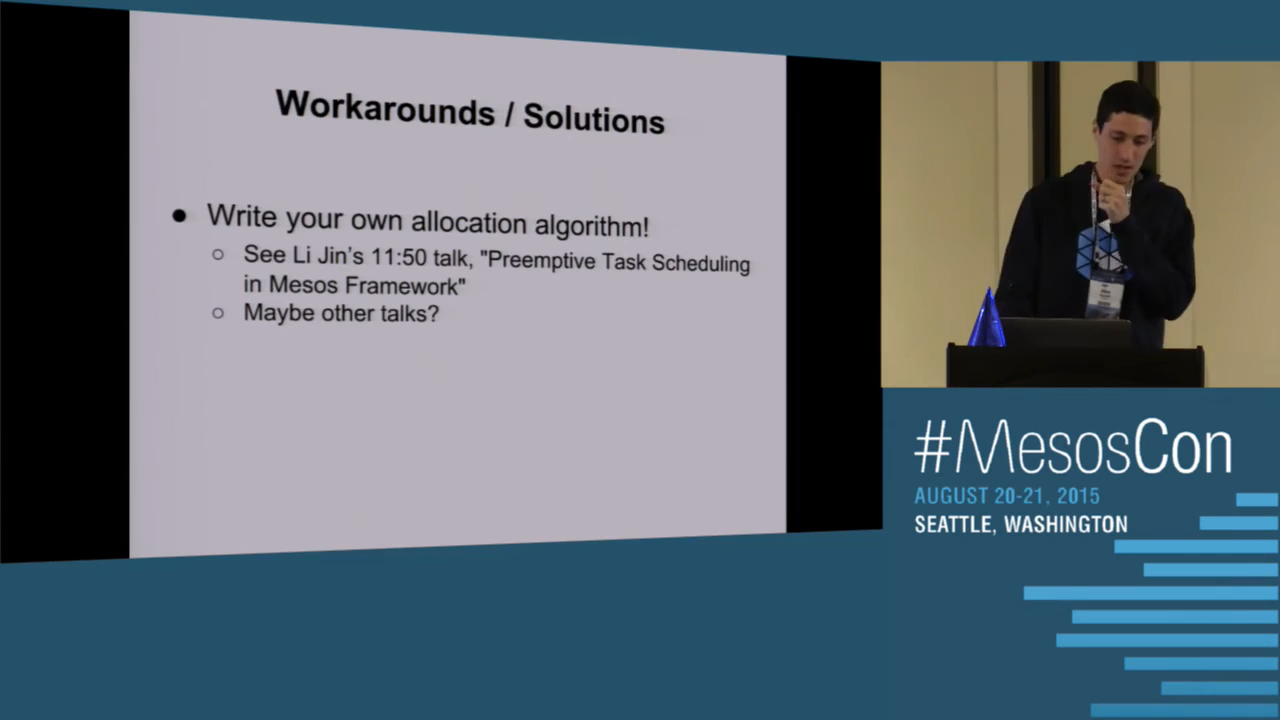 Workarounds / Solutions
● Write your own allocation algorithm!
○ See Li Jin's 11:50 talk, "Preemptive Task Scheduling
in Mesos Framework"
○ Maybe other talks?
#MesosCon
AUGUST 20-21, 2015
SEATTLE, WASHINGTON